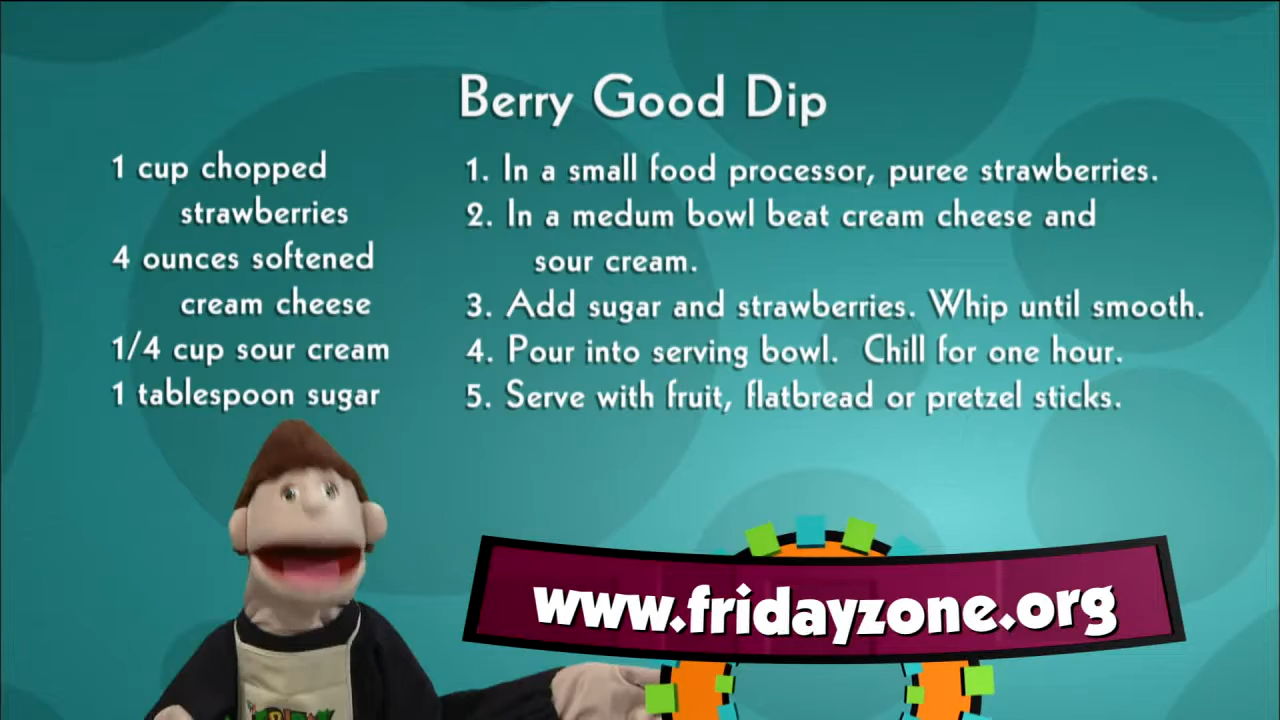 Berry Good Dip
1 cup chopped
strawberries
4 ounces softened
cream cheese
1/4 cup sour cream
1 tablespoon sugar
1. In a small food processor, puree strawberries.
2. In a medum bowl beat cream cheese and
sour cream.
3. Add sugar and strawberries. Whip until smooth.
4. Pour into serving bowl. Chill for one hour.
5. Serve with fruit, flatbread or pretzel sticks.
www.fridayzone.org